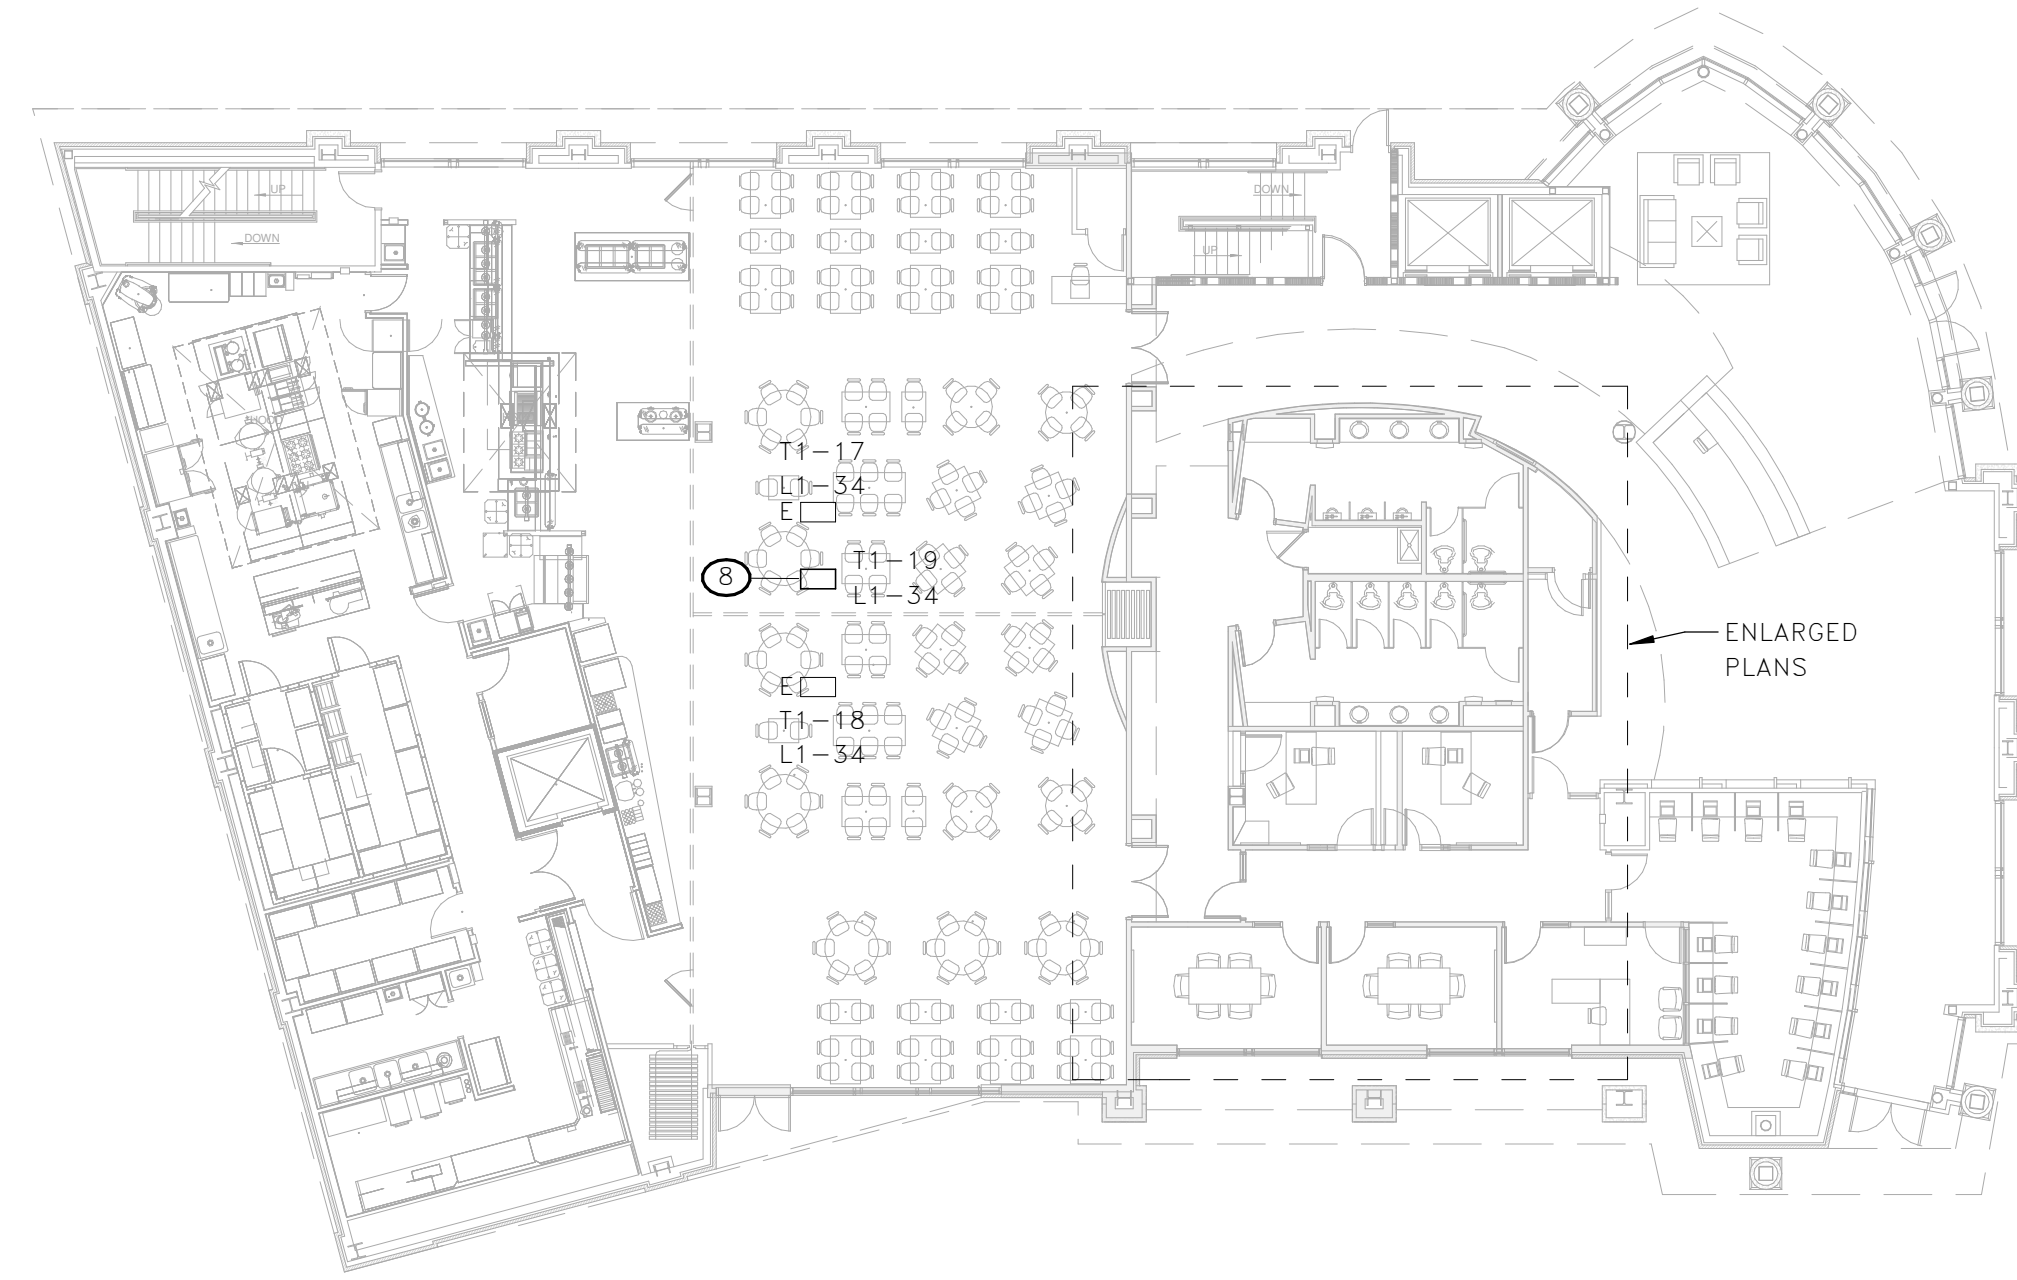 UP
DOWN
DOWN
UP
HOOD
T1-17
L1-34
E
8
T1-19
L1-34
E
T1-18
L1-34
ENLARGED
PLANS